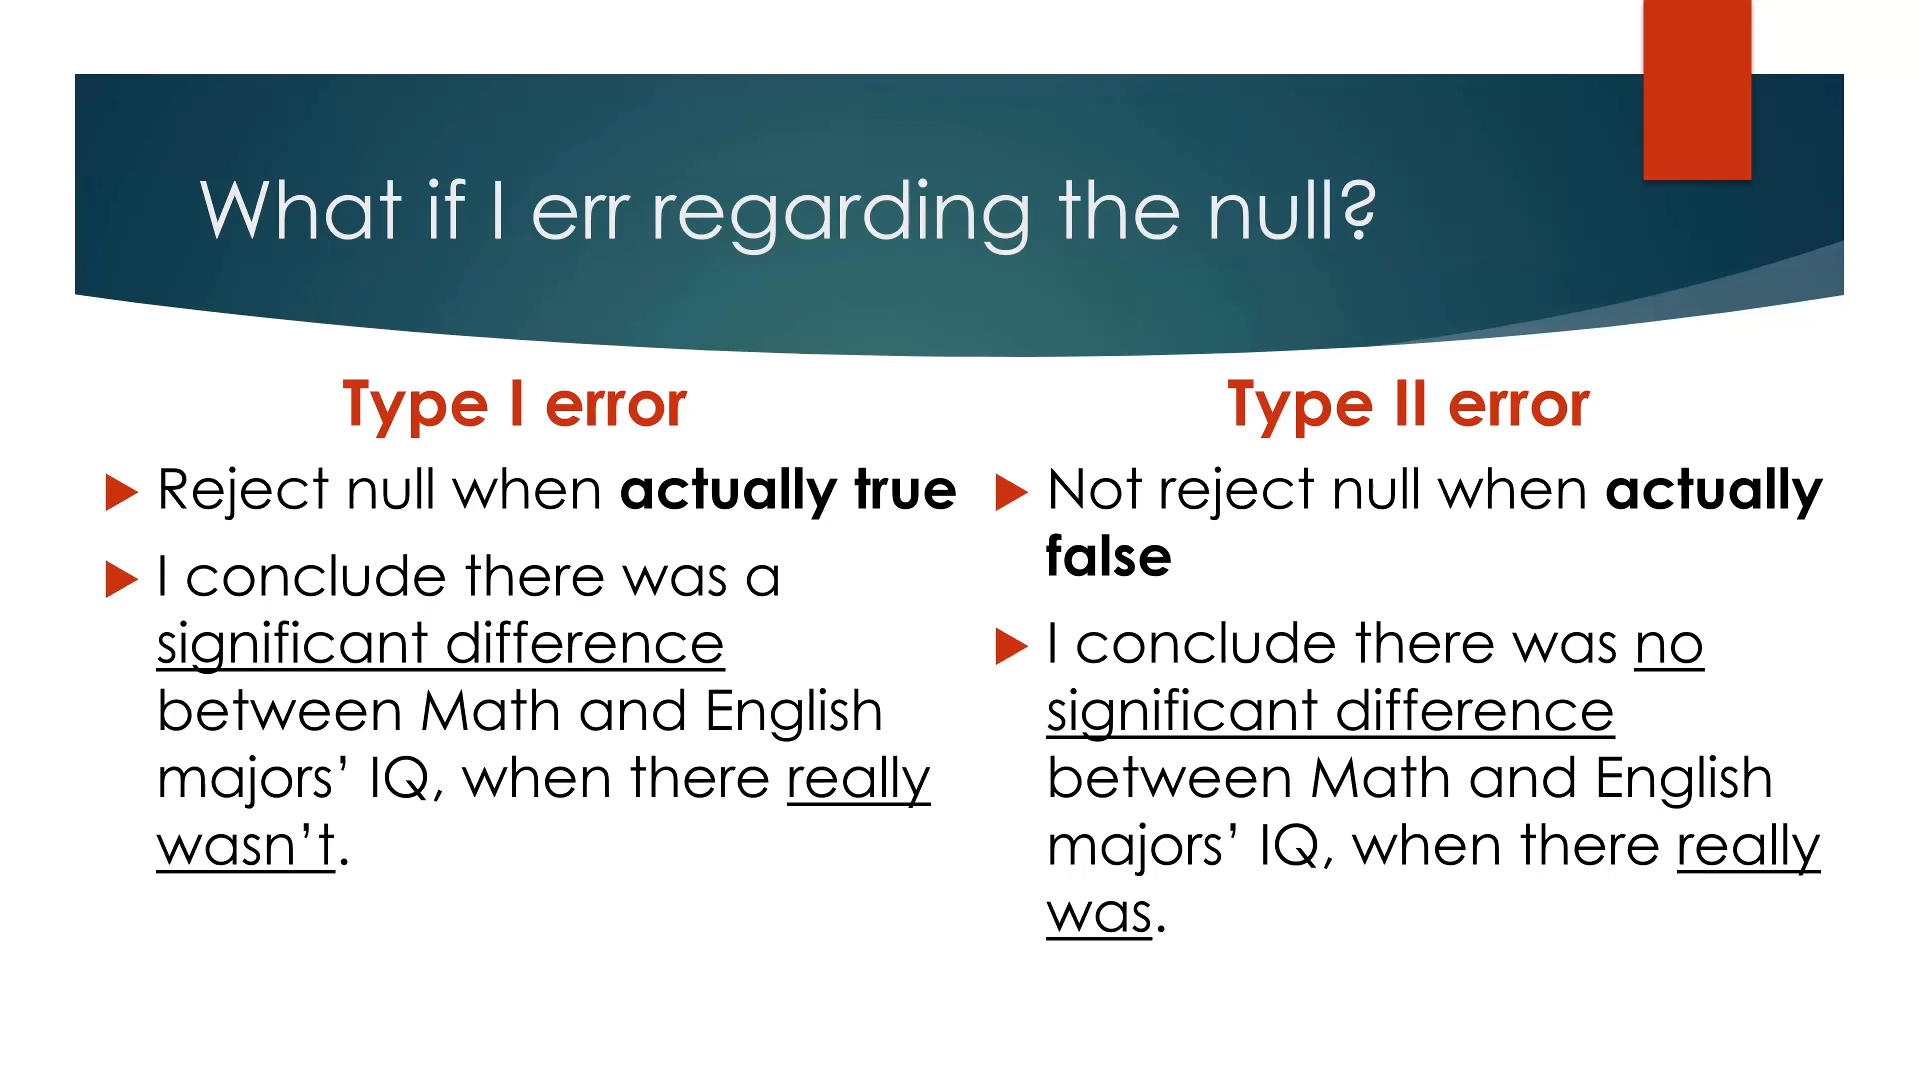 What if I err regarding the null?
Type I error
Reject null when actually true
I conclude there was a
significant difference
between Math and English
majors’ IQ, when there really
wasn’t.
Type II error
Not reject null when actually
false
I conclude there was no
significant difference
between Math and English
majors’ IQ, when there really
was.